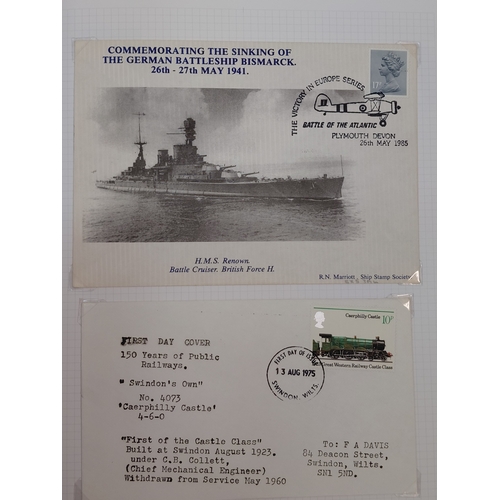 COMMEMORATING THE SINKING OF
THE GERMAN BATTLESHIP BISMARCK.
26th - 27th MAY 1941.
17p
THE VICTORY IN EUROPE SERIES
BATTLE OF THE ATLANTIC
PLYMOUTH DEVON
26th MAY 1985
H.M.S. Renown.
Battle Cruiser. British Force H.
R.N. Marriott, Ship Stamp Society
FIRST DAY COVER
150 Years of Public
Railways.
"Swindon's Own"
No. 4073
'Caerphilly Castle'
4-6-0
"First of the Castle Class"
Built at Swindon August 1923.
under C.B. Collett,
(Chief Mechanical Engineer)
Withdrawn from Service May 1960
Caerphilly Castle
10p
Great Western Railway Castle Class
FIRST DAY OF ISSUE
13 AUG 1975
SWINDON, WILTS.
To: F A DAVIS
84 Deacon Street,
Swindon, Wilts.
SN1 5ND.